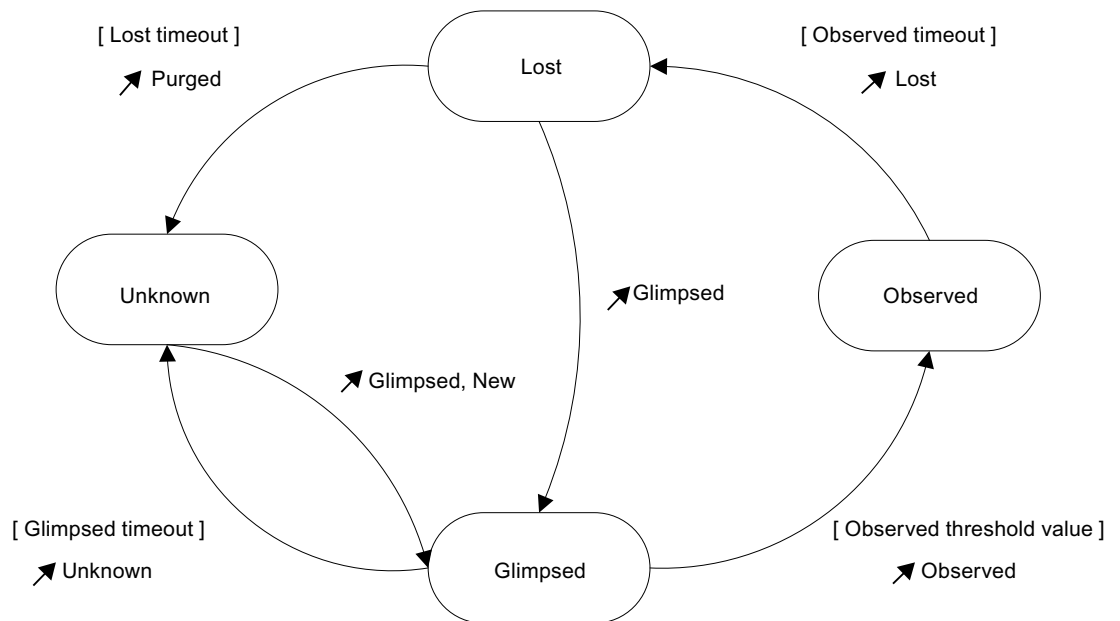 [ Lost timeout ]
Purged
Lost
[ Observed timeout ]
Lost
Unknown
Glimpsed
Observed
Glimpsed, New
[ Glimpsed timeout ]
Unknown
Glimpsed
[ Observed threshold value ]
Observed